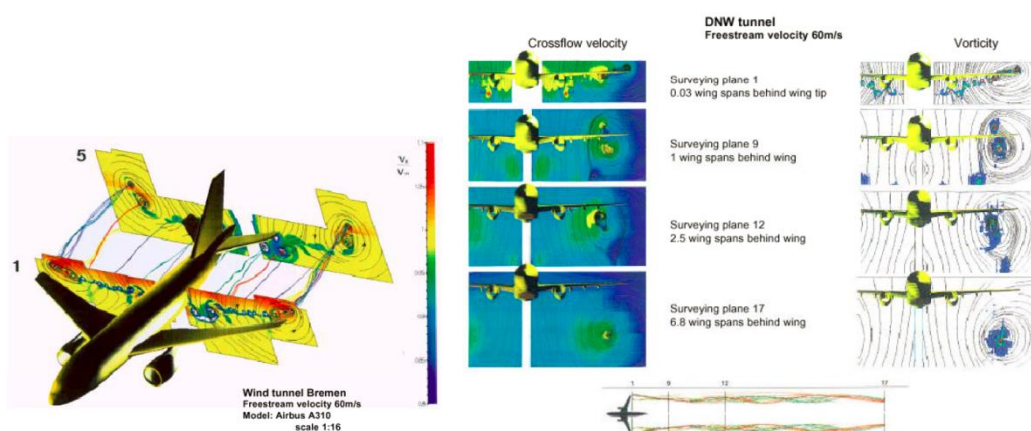 5
1
Vx
V∞
Wind tunnel Bremen
Freestream velocity 60m/s
Model: Airbus A310
scale 1:16
DNW tunnel
Freestream velocity 60m/s
Crossflow velocity
Vorticity
Surveying plane 1
0.03 wing spans behind wing tip
Surveying plane 9
1 wing spans behind wing
Surveying plane 12
2.5 wing spans behind wing
Surveying plane 17
6.8 wing spans behind wing
1 9 12 17